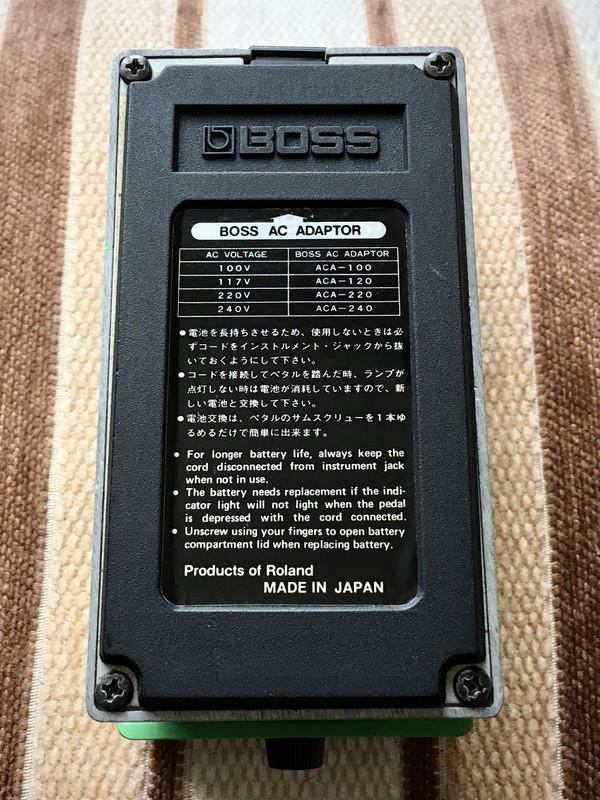 BOSS
BOSS AC ADAPTOR
AC VOLTAGE BOSS AC ADAPTOR
100V ACA-100
117V ACA-120
220V ACA-220
240V ACA-240
●電池を長持ちさせるため、使用しないときは必
ずコードをインストルメント・ジャックから抜
いておくようにして下さい。
●コードを接続してペタルを踏んだ時、ランプが
点灯しない時は電池が消耗していますので、新
しい電池と交換して下さい。
●電池交換は、ペタルのサムスクリューを1本ゆ
るめるだけで簡単に出来ます。
● For longer battery life, always keep the
cord disconnected from instrument jack
when not in use.
● The battery needs replacement if the indi-
cator light will not light when the pedal
is depressed with the cord connected.
● Unscrew using your fingers to open battery
compartment lid when replacing battery.
Products of Roland
MADE IN JAPAN